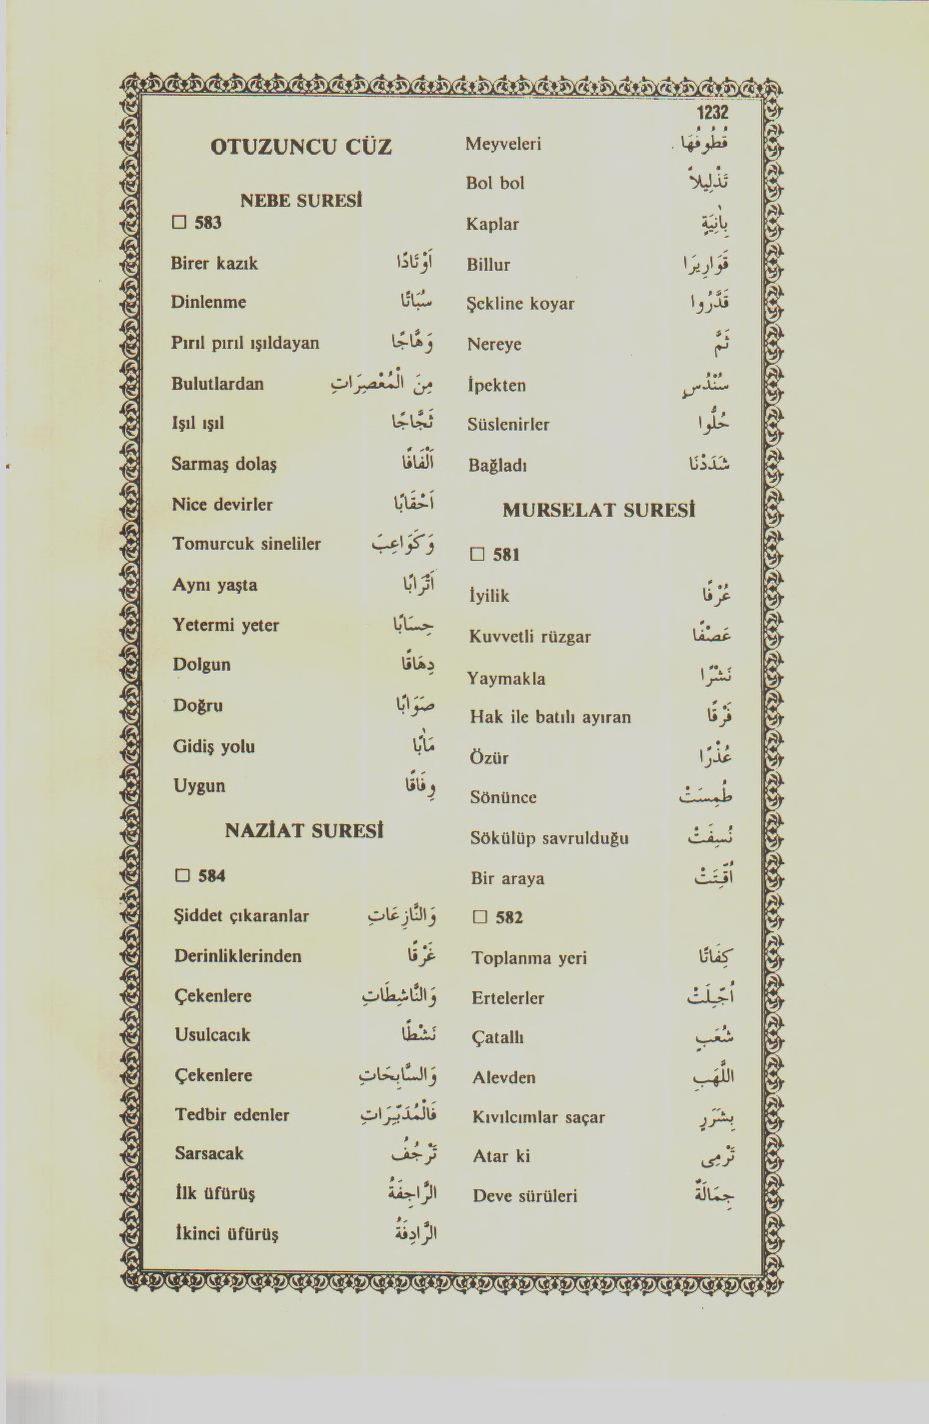 1232
Meyveleri قُطُوفُهَا
Bol bol تَذْلِيلاً
Kaplar بِاٰنِيَةٍ
Billur قَوَارِيرَا
Şekline koyar قَدَّرُوا
Nereye ثَمَّ
İpekten سُنْدُسٍ
Süslenirler حُلُّوا
Bağladı شَدَدْنَا
MURSELAT SURESİ
□ 581
İyilik عُرْفًا
Kuvvetli rüzgar عَصْفًا
Yaymakla نَشْرًا
Hak ile batılı ayıran فَرْقًا
Özür عُذْرًا
Sönünce طُمِسَتْ
Sökülüp savrulduğu نُسِفَتْ
Bir araya اُقِّتَتْ
□ 582
Toplanma yeri كِفَاتًا
Ertelerler اُجِّلَتْ
Çatallı شُعَبٍ
Alevden اللَّهَبِ
Kıvılcımlar saçar بِشَرَرٍ
Atar ki تَرْمِى
Deve sürüleri جِمَالَةٌ
OTUZUNCU CÜZ
NEBE SURESİ
□ 583
Birer kazık اَوْتَادًا
Dinlenme سُبَاتًا
Pırıl pırıl ışıldayan وَهَّاجًا
Bulutlardan مِنَ الْمُعْصِرَاتِ
Işıl ışıl ثَجَّاجًا
Sarmaş dolaş اَلْفَافًا
Nice devirler اَحْقَابًا
Tomurcuk sineliler وَكَوَاعِبَ
Aynı yaşta اَتْرَابًا
Yetermi yeter حِسَابًا
Dolgun دِهَاقًا
Doğru صَوَابًا
Gidiş yolu مَاٰبًا
Uygun وِفَاقًا
NAZİAT SURESİ
□ 584
Şiddet çıkaranlar وَالنَّازِعَاتِ
Derinliklerinden غَرْقًا
Çekenlere وَالنَّاشِطَاتِ
Usulcacık نَشْطًا
Çekenlere وَالسَّابِحَاتِ
Tedbir edenler فَالْمُدَبِّرَاتِ
Sarsacak تَرْجُفُ
İlk üfürüş الرَّاجِفَةُ
İkinci üfürüş الرَّادِفَةُ